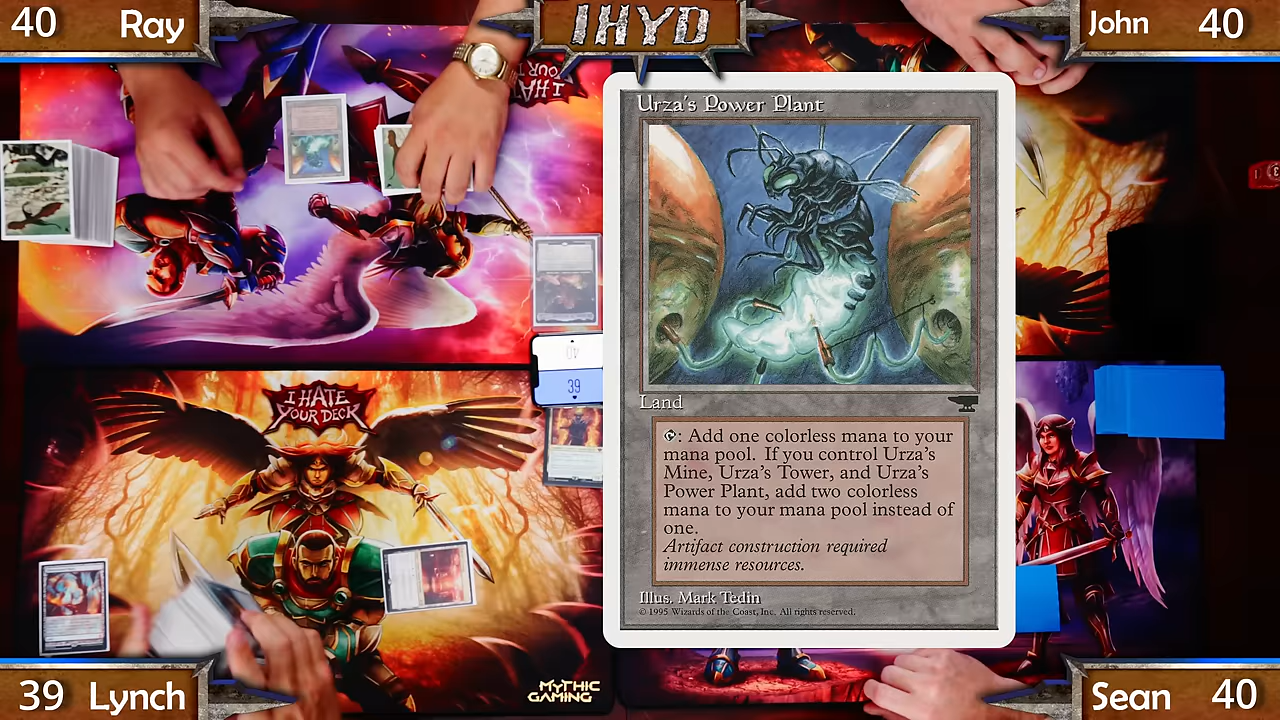 40 Ray
IHYD
John 40
I HATE
YOUR DECK
40
39
Urza's Power Plant
Land
: Add one colorless mana to your
mana pool. If you control Urza's
Mine, Urza's Tower, and Urza's
Power Plant, add two colorless
mana to your mana pool instead of
one.
Artifact construction required
immense resources.
Illus. Mark Tedin
© 1995 Wizards of the Coast, Inc. All rights reserved.
MYTHIC
GAMING
39 Lynch
Sean 40